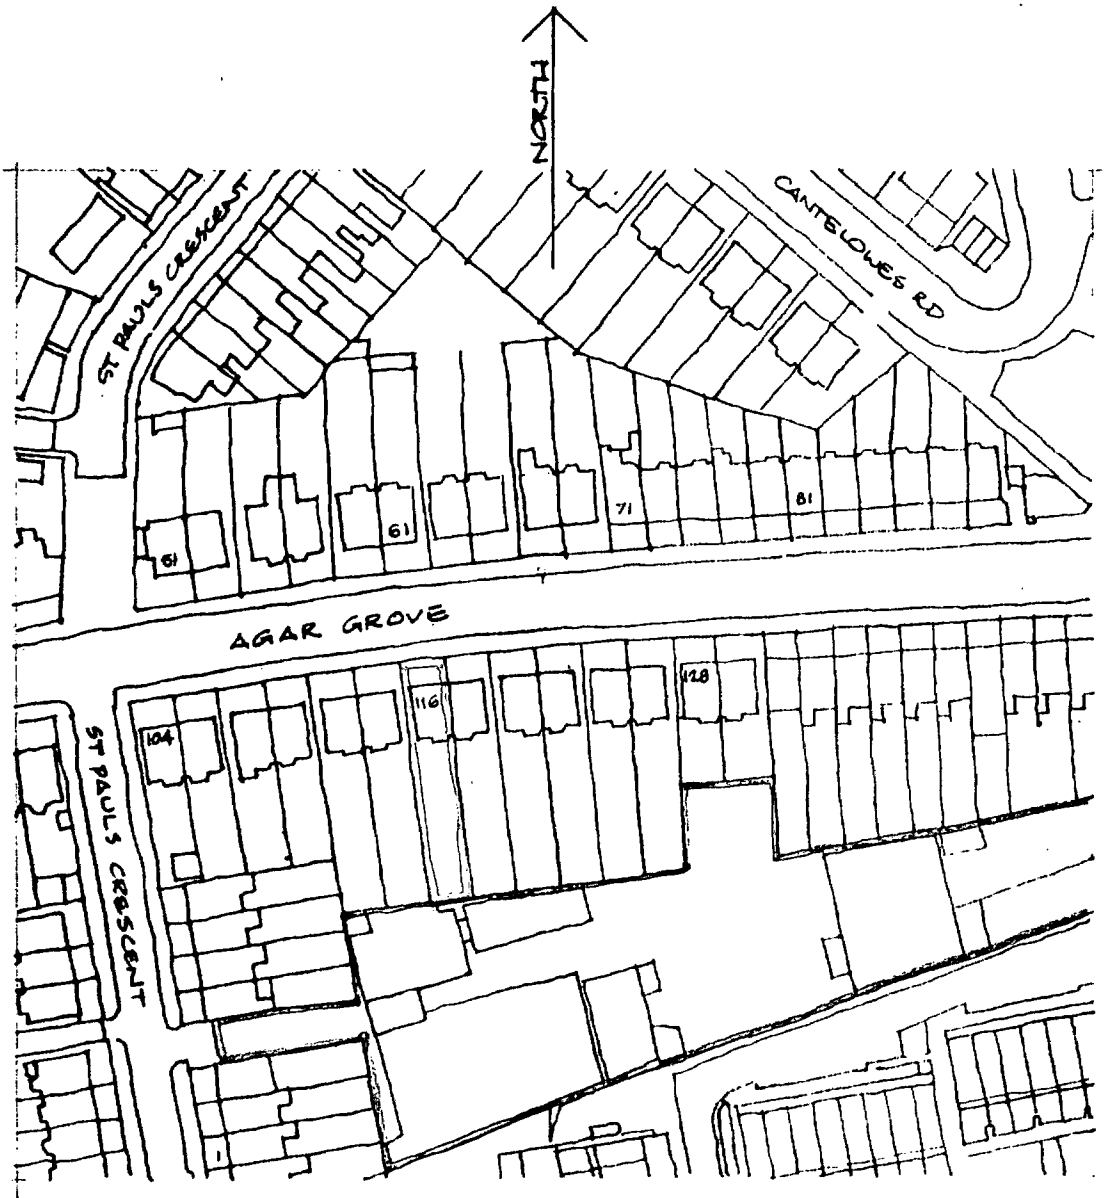 NORTH
ST PAULS CRESCENT
CANTELOWES RD
61
71
81
51
AGAR GROVE
128
116
104
ST PAULS CRESCENT